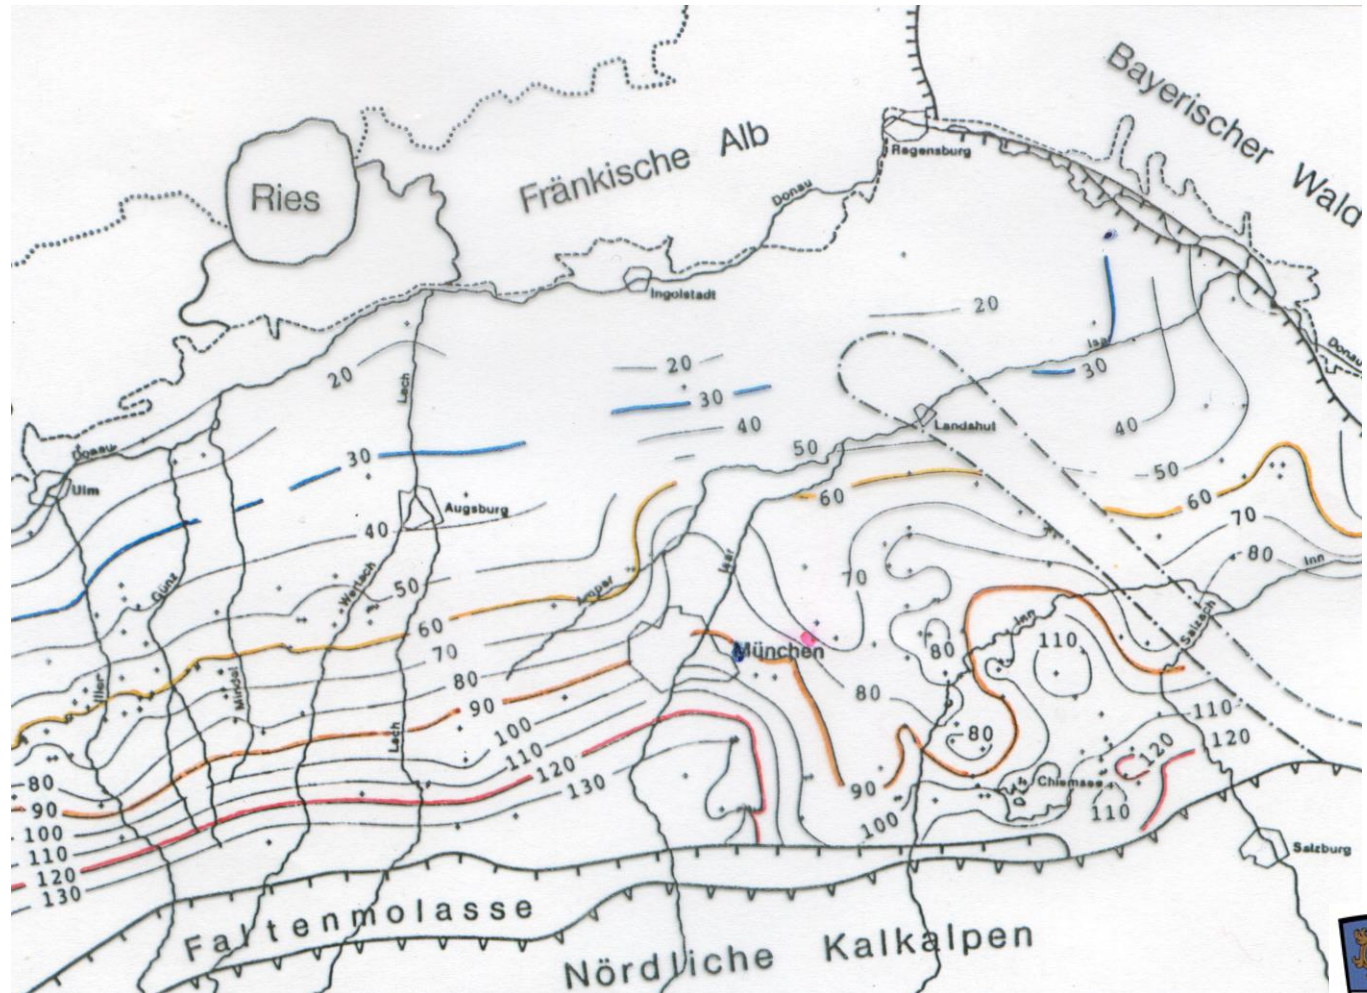 Bayerischer Wald
Fränkische Alb
Ries
Regensburg
Donau
Ingolstadt
20
20
20
30
Isar
Donau
30
40
30
Lech
40
50
Landshut
50
60
60
70
80
Inn
Donau
Ulm
30
Augsburg
40
50
Günz
Wertach
Amper
Isar
70
60
70
80
90
100
110
120
130
Iller
Mindel
Lech
München
80
80
80
Inn
110
Salzach
110
120
120
Chiemsee
110
90
100
80
90
100
110
120
130
Salzburg
Faltenmolasse
Nördliche Kalkalpen